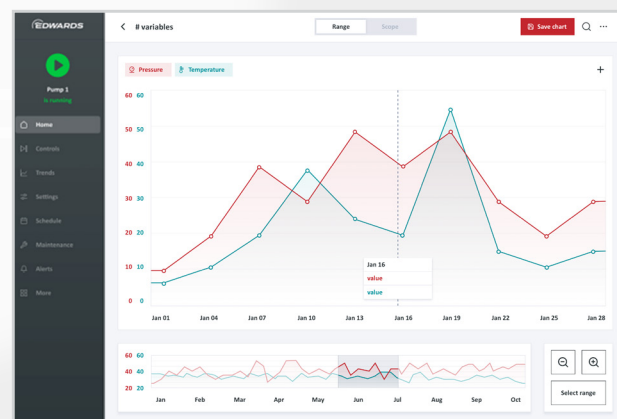 EDWARDS
Pump 1
is running
Home
Controls
Trends
Settings
Schedule
Maintenance
Alerts
More
# variables
Range
Scope
Save chart
Pressure
Temperature
60 60
50 50
40 40
30 30
20 20
10 10
0 0
Jan 16
value
value
Jan 01
Jan 04
Jan 07
Jan 10
Jan 13
Jan 16
Jan 19
Jan 22
Jan 25
Jan 28
60 60
40 40
20 20
Jan
Feb
Mar
Apr
May
Jun
Jul
Aug
Sep
Oct
Select range